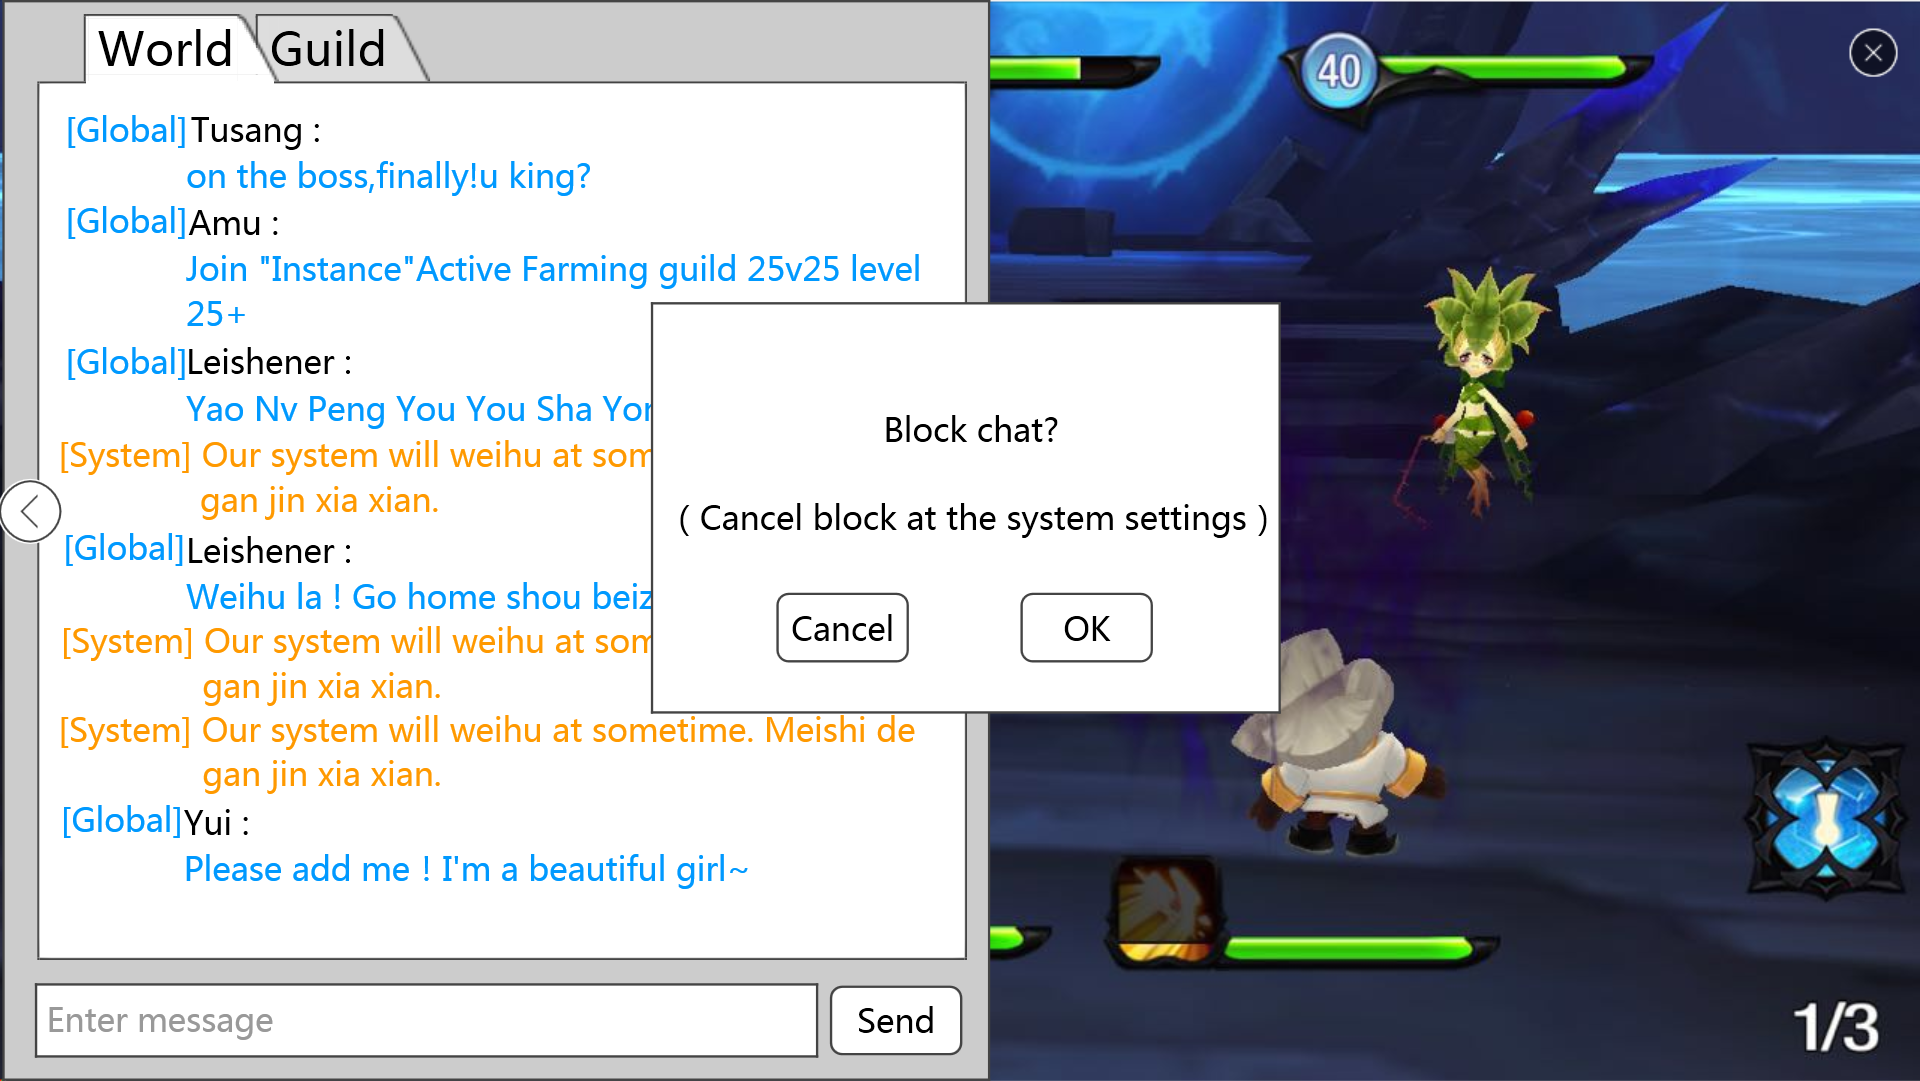 World Guild
[Global] Tusang :
on the boss,finally!u king?
[Global] Amu :
Join "Instance"Active Farming guild 25v25 level
25+
[Global] Leishener :
Yao Nv Peng You You Sha
[System] Our system will weihu at
gan jin xia xian.
[Global] Leishener :
Weihu la ! Go home shou
[System] Our system will weihu at
gan jin xia xian.
[System] Our system will weihu at sometime. Meishi de
gan jin xia xian.
[Global] Yui :
Please add me ! I'm a beautiful girl~
Enter message
Send
Block chat?
( Cancel block at the system settings )
Cancel OK
40
1/3